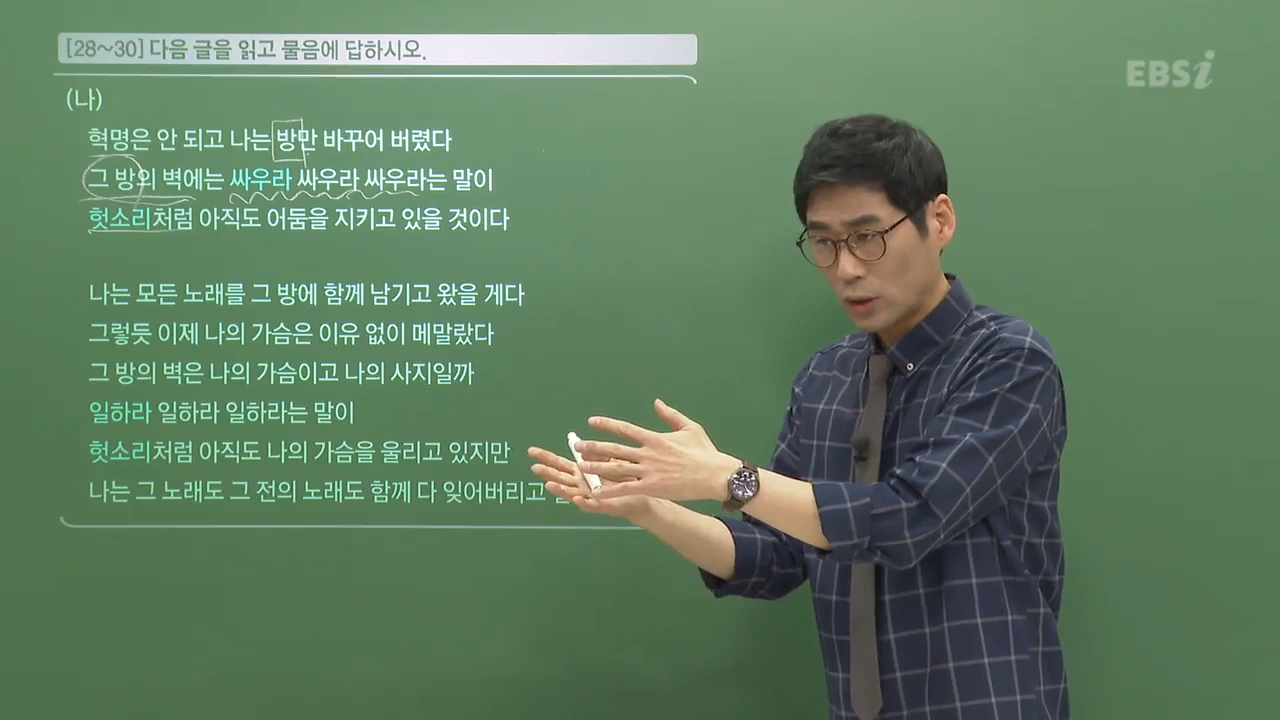 [28~30] 다음 글을 읽고 물음에 답하시오.
EBSi
(나)
혁명은 안 되고 나는 방만 바꾸어 버렸다
그 방의 벽에는 싸우라 싸우라 싸우라는 말이
헛소리처럼 아직도 어둠을 지키고 있을 것이다
나는 모든 노래를 그 방에 함께 남기고 왔을 게다
그렇듯 이제 나의 가슴은 이유 없이 메말랐다
그 방의 벽은 나의 가슴이고 나의 사지일까
일하라 일하라 일하라는 말이
헛소리처럼 아직도 나의 가슴을 울리고 있지만
나는 그 노래도 그 전의 노래도 함께 다 잊어버리고